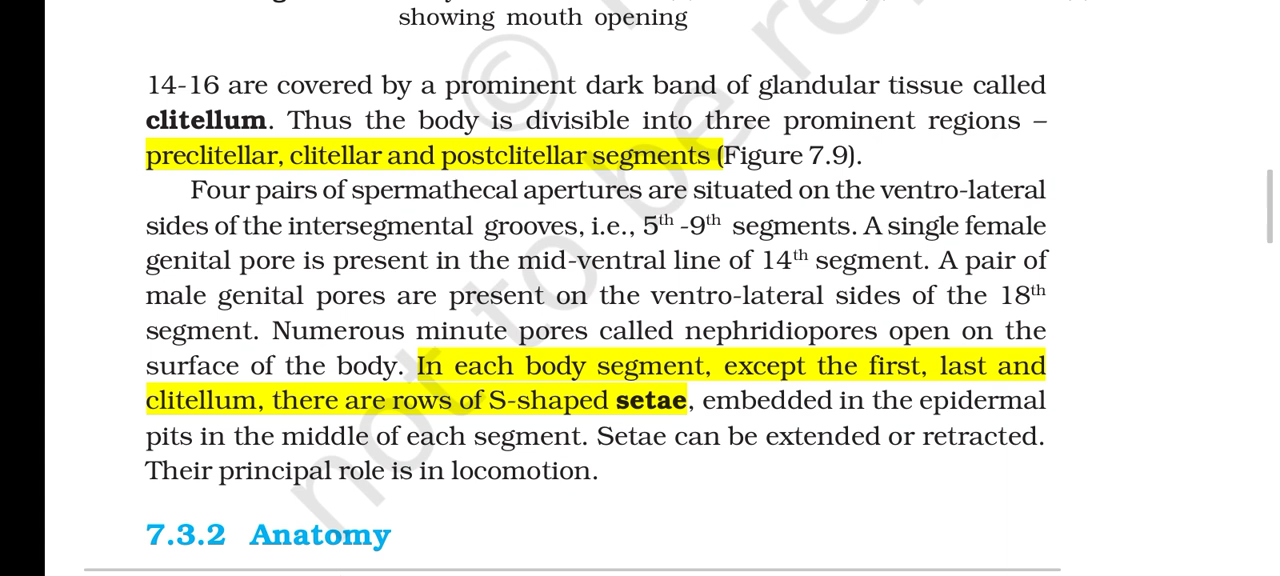 showing mouth opening
14-16 are covered by a prominent dark band of glandular tissue called
clitellum. Thus the body is divisible into three prominent regions –
preclitellar, clitellar and postclitellar segments (Figure 7.9).
Four pairs of spermathecal apertures are situated on the ventro-lateral
sides of the intersegmental grooves, i.e., 5th -9th segments. A single female
genital pore is present in the mid-ventral line of 14th segment. A pair of
male genital pores are present on the ventro-lateral sides of the 18th
segment. Numerous minute pores called nephridiopores open on the
surface of the body. In each body segment, except the first, last and
clitellum, there are rows of S-shaped setae, embedded in the epidermal
pits in the middle of each segment. Setae can be extended or retracted.
Their principal role is in locomotion.
7.3.2 Anatomy
© 
not to be re